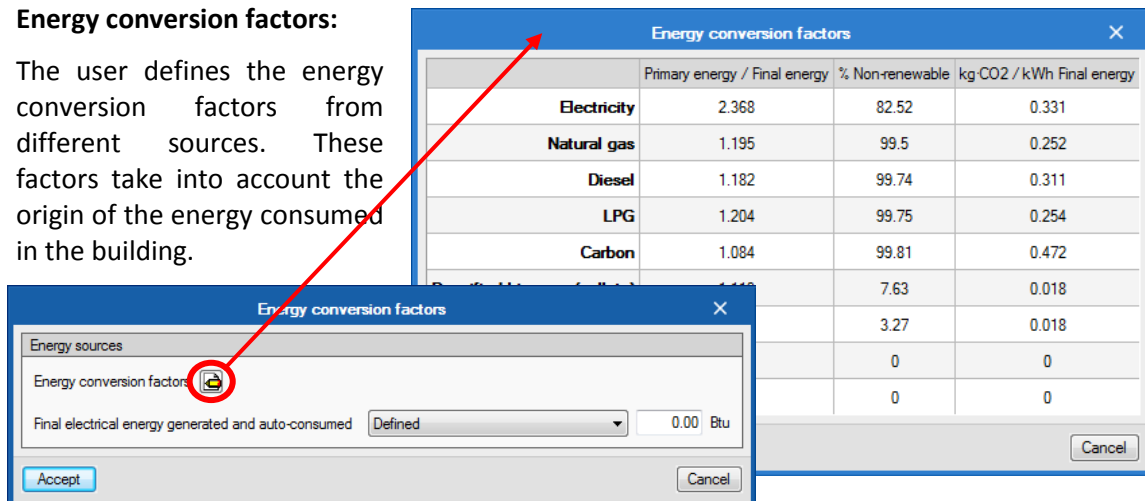 Energy conversion factors:
The user defines the energy
conversion factors from
different sources. These
factors take into account the
origin of the energy consumed
in the building.
Energy conversion factors
Primary energy / Final energy % Non-renewable kg·CO2 / kWh Final energy
Electricity 2.368 82.52 0.331
Natural gas 1.195 99.5 0.252
Diesel 1.182 99.74 0.311
LPG 1.204 99.75 0.254
Carbon 1.084 99.81 0.472
7.63 0.018
3.27 0.018
0 0
0 0
Cancel
Energy conversion factors
Energy sources
Energy conversion factors
Final electrical energy generated and auto-consumed Defined 0.00 Btu
Accept Cancel